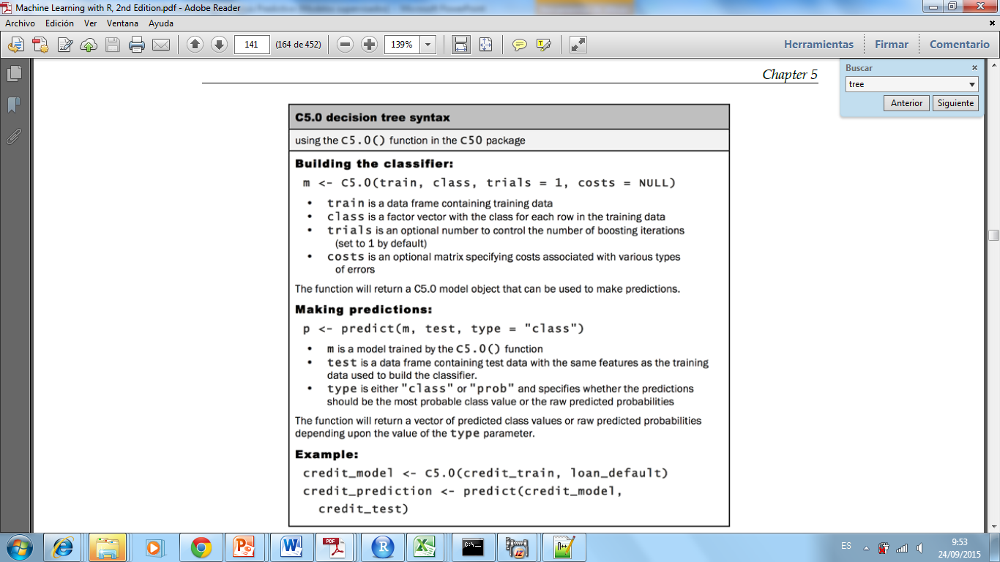 Machine Learning with R, 2nd Edition.pdf - Adobe Reader
Archivo Edición Ver Ventana Ayuda
141 (164 de 452) 139% Herramientas Firmar Comentario
Buscar
tree
Anterior Siguiente
Chapter 5
C5.0 decision tree syntax
using the C5.0() function in the C50 package
Building the classifier:
m <- C5.0(train, class, trials = 1, costs = NULL)
• train is a data frame containing training data
• class is a factor vector with the class for each row in the training data
• trials is an optional number to control the number of boosting iterations
(set to 1 by default)
• costs is an optional matrix specifying costs associated with various types
of errors
The function will return a C5.0 model object that can be used to make predictions.
Making predictions:
p <- predict(m, test, type = "class")
• m is a model trained by the C5.0() function
• test is a data frame containing test data with the same features as the training
data used to build the classifier.
• type is either "class" or "prob" and specifies whether the predictions
should be the most probable class value or the raw predicted probabilities
The function will return a vector of predicted class values or raw predicted probabilities
depending upon the value of the type parameter.
Example:
credit_model <- C5.0(credit_train, loan_default)
credit_prediction <- predict(credit_model,
credit_test)
ES 9:53
24/09/2015